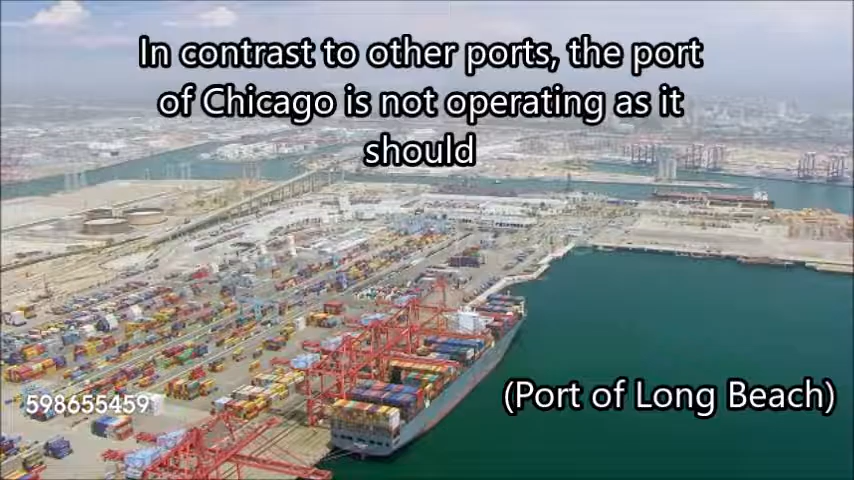 In contrast to other ports, the port
of Chicago is not operating as it
should
(Port of Long Beach)
598655459